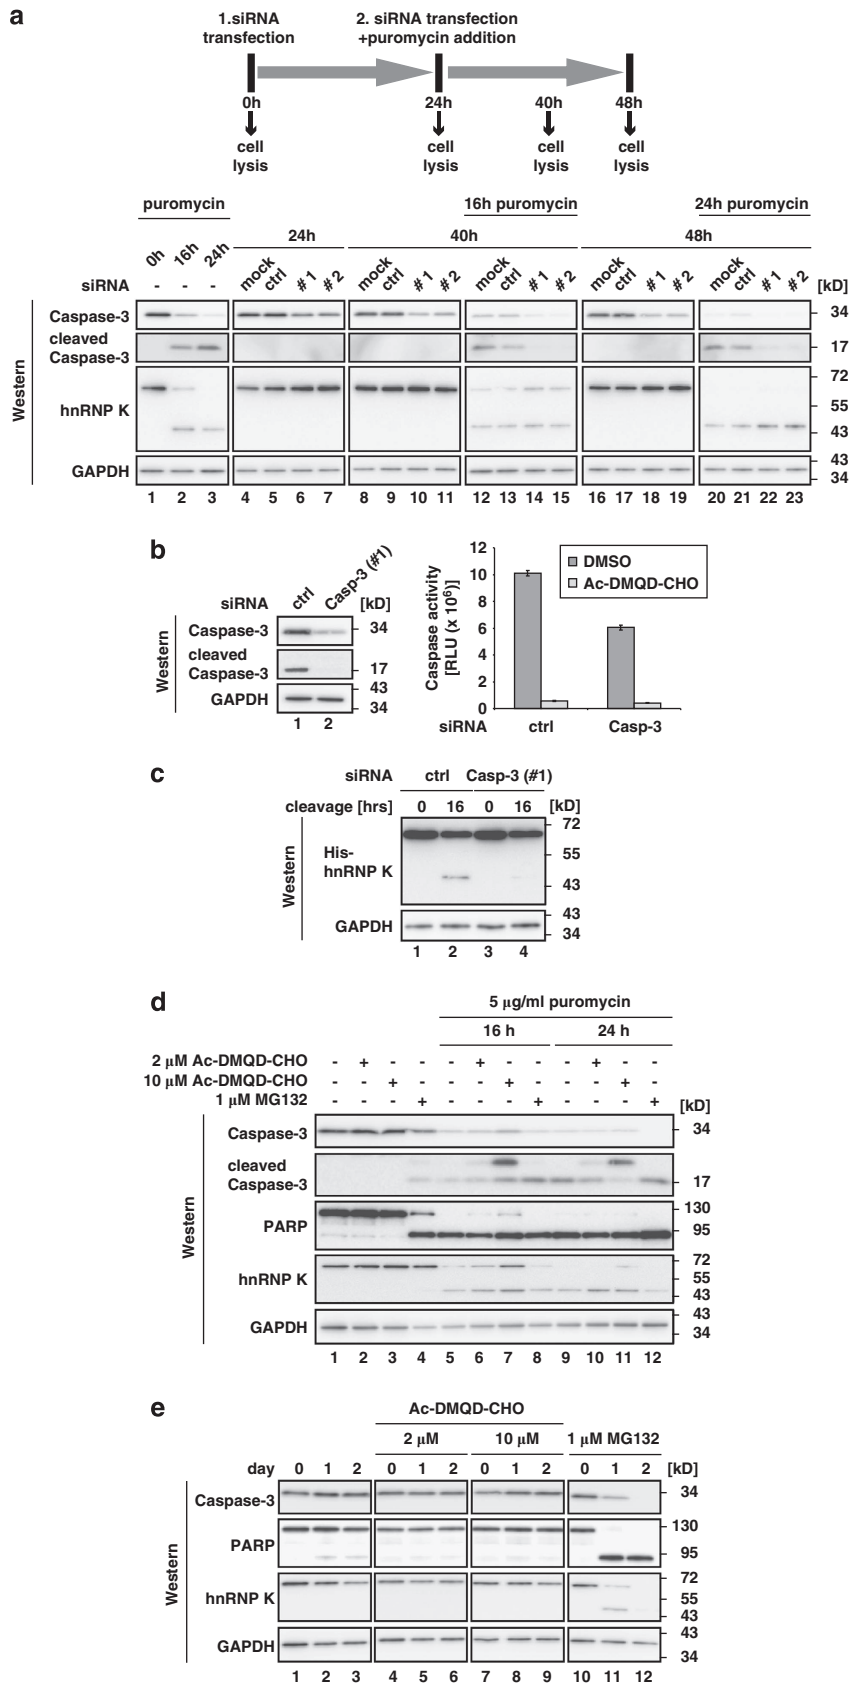 a
1.siRNA transfection
2. siRNA transfection +puromycin addition
0h 24h 40h 48h
cell lysis cell lysis cell lysis cell lysis
puromycin 16h puromycin 24h puromycin
24h 40h 48h
0h 16h 24h mock ctrl #1 #2 mock ctrl #1 #2 mock ctrl #1 #2 mock ctrl #1 #2 mock ctrl #1 #2
siRNA - - - [kD]
Western
Caspase-3 34
cleaved Caspase-3 17
hnRNP K 72 55 43
GAPDH 43 34
1 2 3 4 5 6 7 8 9 10 11 12 13 14 15 16 17 18 19 20 21 22 23
b
siRNA ctrl Casp-3 (#1) [kD]
Western
Caspase-3 34
cleaved Caspase-3 17
GAPDH 43 34
1 2
Caspase activity [RLU (x 10⁶)]
12
10
8
6
4
2
0
DMSO
Ac-DMQD-CHO
siRNA ctrl Casp-3
c
siRNA ctrl Casp-3 (#1)
cleavage [hrs] 0 16 0 16 [kD]
Western
His-hnRNP K 72 55 43
GAPDH 43 34
1 2 3 4
d
5 µg/ml puromycin
16 h 24 h
2 µM Ac-DMQD-CHO - + - - - + - - - + - -
10 µM Ac-DMQD-CHO - - + - - - + - - - + -
1 µM MG132 - - - + - - - + - - - + [kD]
Western
Caspase-3 34
cleaved Caspase-3 17
PARP 130 95
hnRNP K 72 55 43
GAPDH 43 34
1 2 3 4 5 6 7 8 9 10 11 12
e
Ac-DMQD-CHO
2 µM 10 µM 1 µM MG132
day 0 1 2 0 1 2 0 1 2 0 1 2 [kD]
Western
Caspase-3 34
PARP 130 95
hnRNP K 72 55 43
GAPDH 43 34
1 2 3 4 5 6 7 8 9 10 11 12